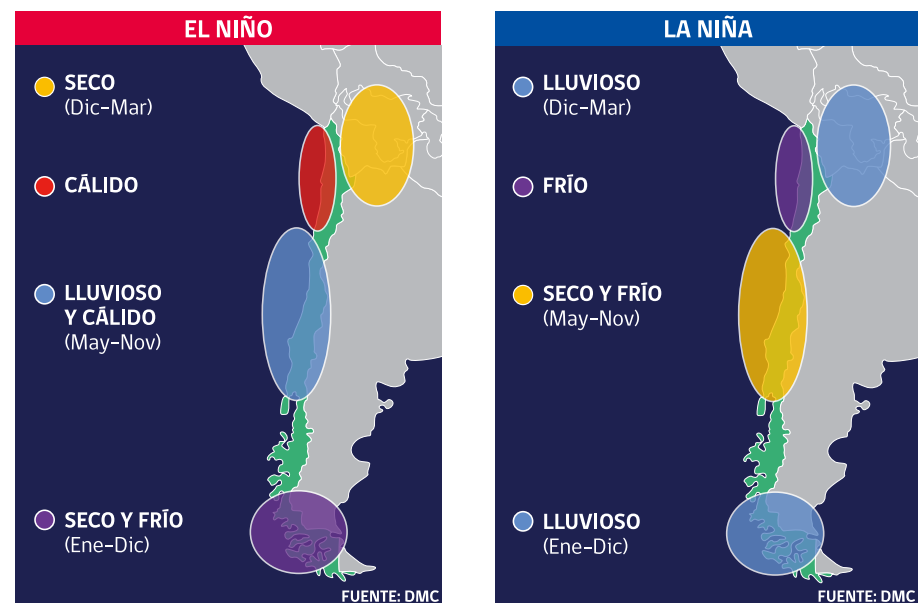 EL NIÑO
SECO
(Dic-Mar)
CÁLIDO
LLUVIOSO
Y CÁLIDO
(May-Nov)
SECO Y FRÍO
(Ene-Dic)
FUENTE: DMC
LA NIÑA
LLUVIOSO
(Dic-Mar)
FRÍO
SECO Y FRÍO
(May-Nov)
LLUVIOSO
(Ene-Dic)
FUENTE: DMC